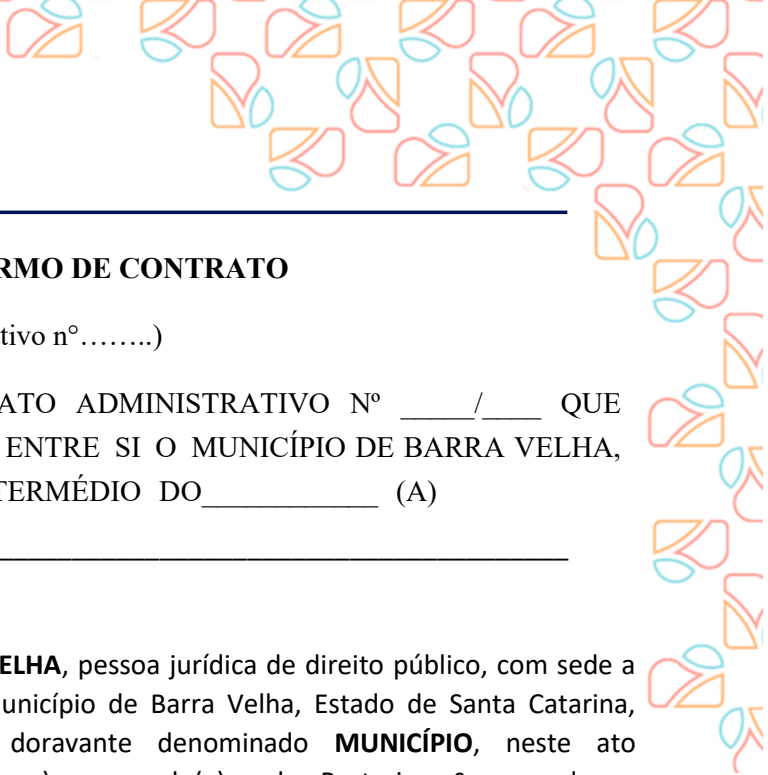 RMO DE CONTRATO
tivo n°……..)
ATO ADMINISTRATIVO Nº _____/____ QUE
ENTRE SI O MUNICÍPIO DE BARRA VELHA,
TERMÉDIO DO____________ (A)
ELHA, pessoa jurídica de direito público, com sede a
unicípio de Barra Velha, Estado de Santa Catarina,
doravante denominado MUNICÍPIO, neste ato